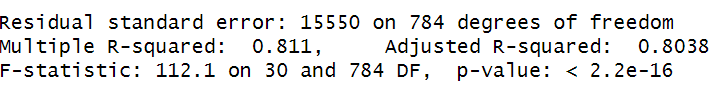 Residual standard error: 15550 on 784 degrees of freedom
Multiple R-squared:  0.811,     Adjusted R-squared:  0.8038
F-statistic: 112.1 on 30 and 784 DF,  p-value: < 2.2e-16